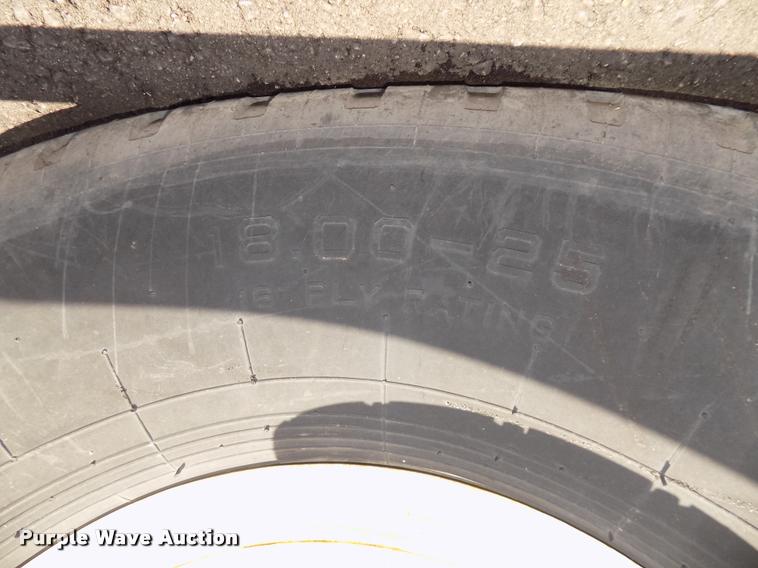 18.00-25
16 PLY RATING
Purple Wave Auction